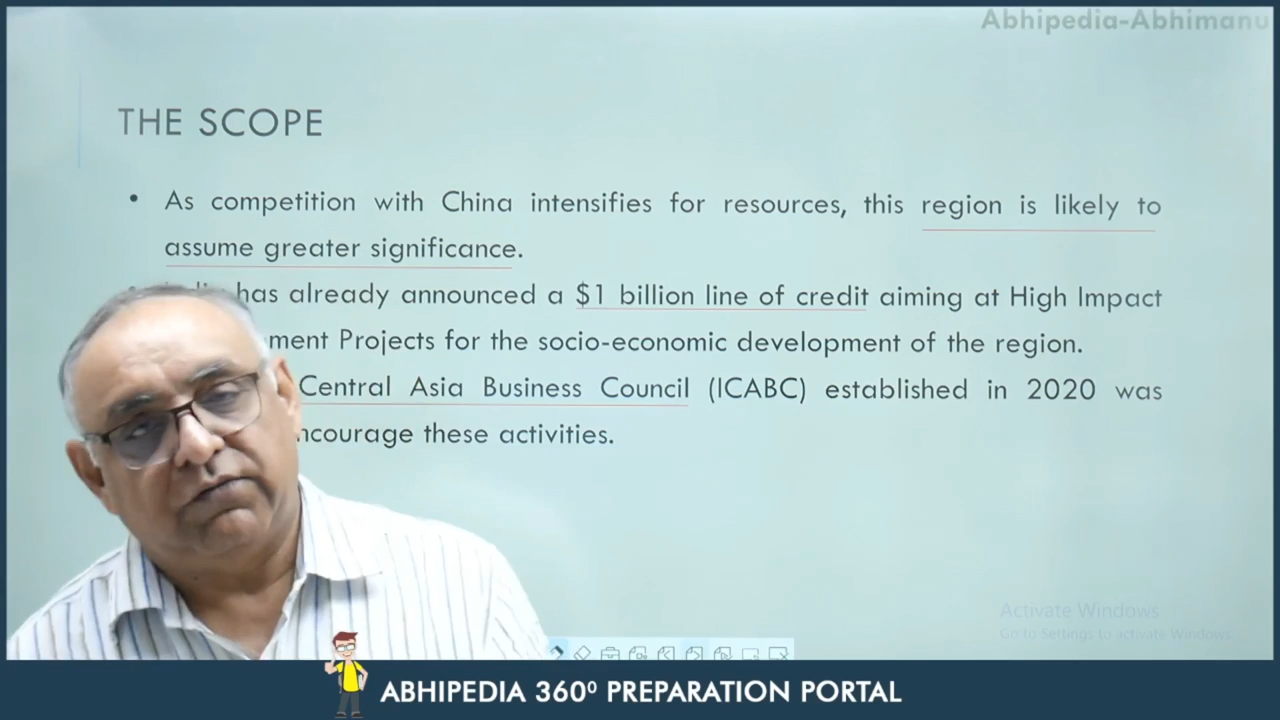 Abhipedia-Abhimanu
THE SCOPE
• As competition with China intensifies for resources, this region is likely to
assume greater significance.
has already announced a $1 billion line of credit aiming at High Impact
ment Projects for the socio-economic development of the region.
Central Asia Business Council (ICABC) established in 2020 was
ncourage these activities.
Activate Windows
Go to Settings to activate Windows.
ABHIPEDIA 360⁰ PREPARATION PORTAL